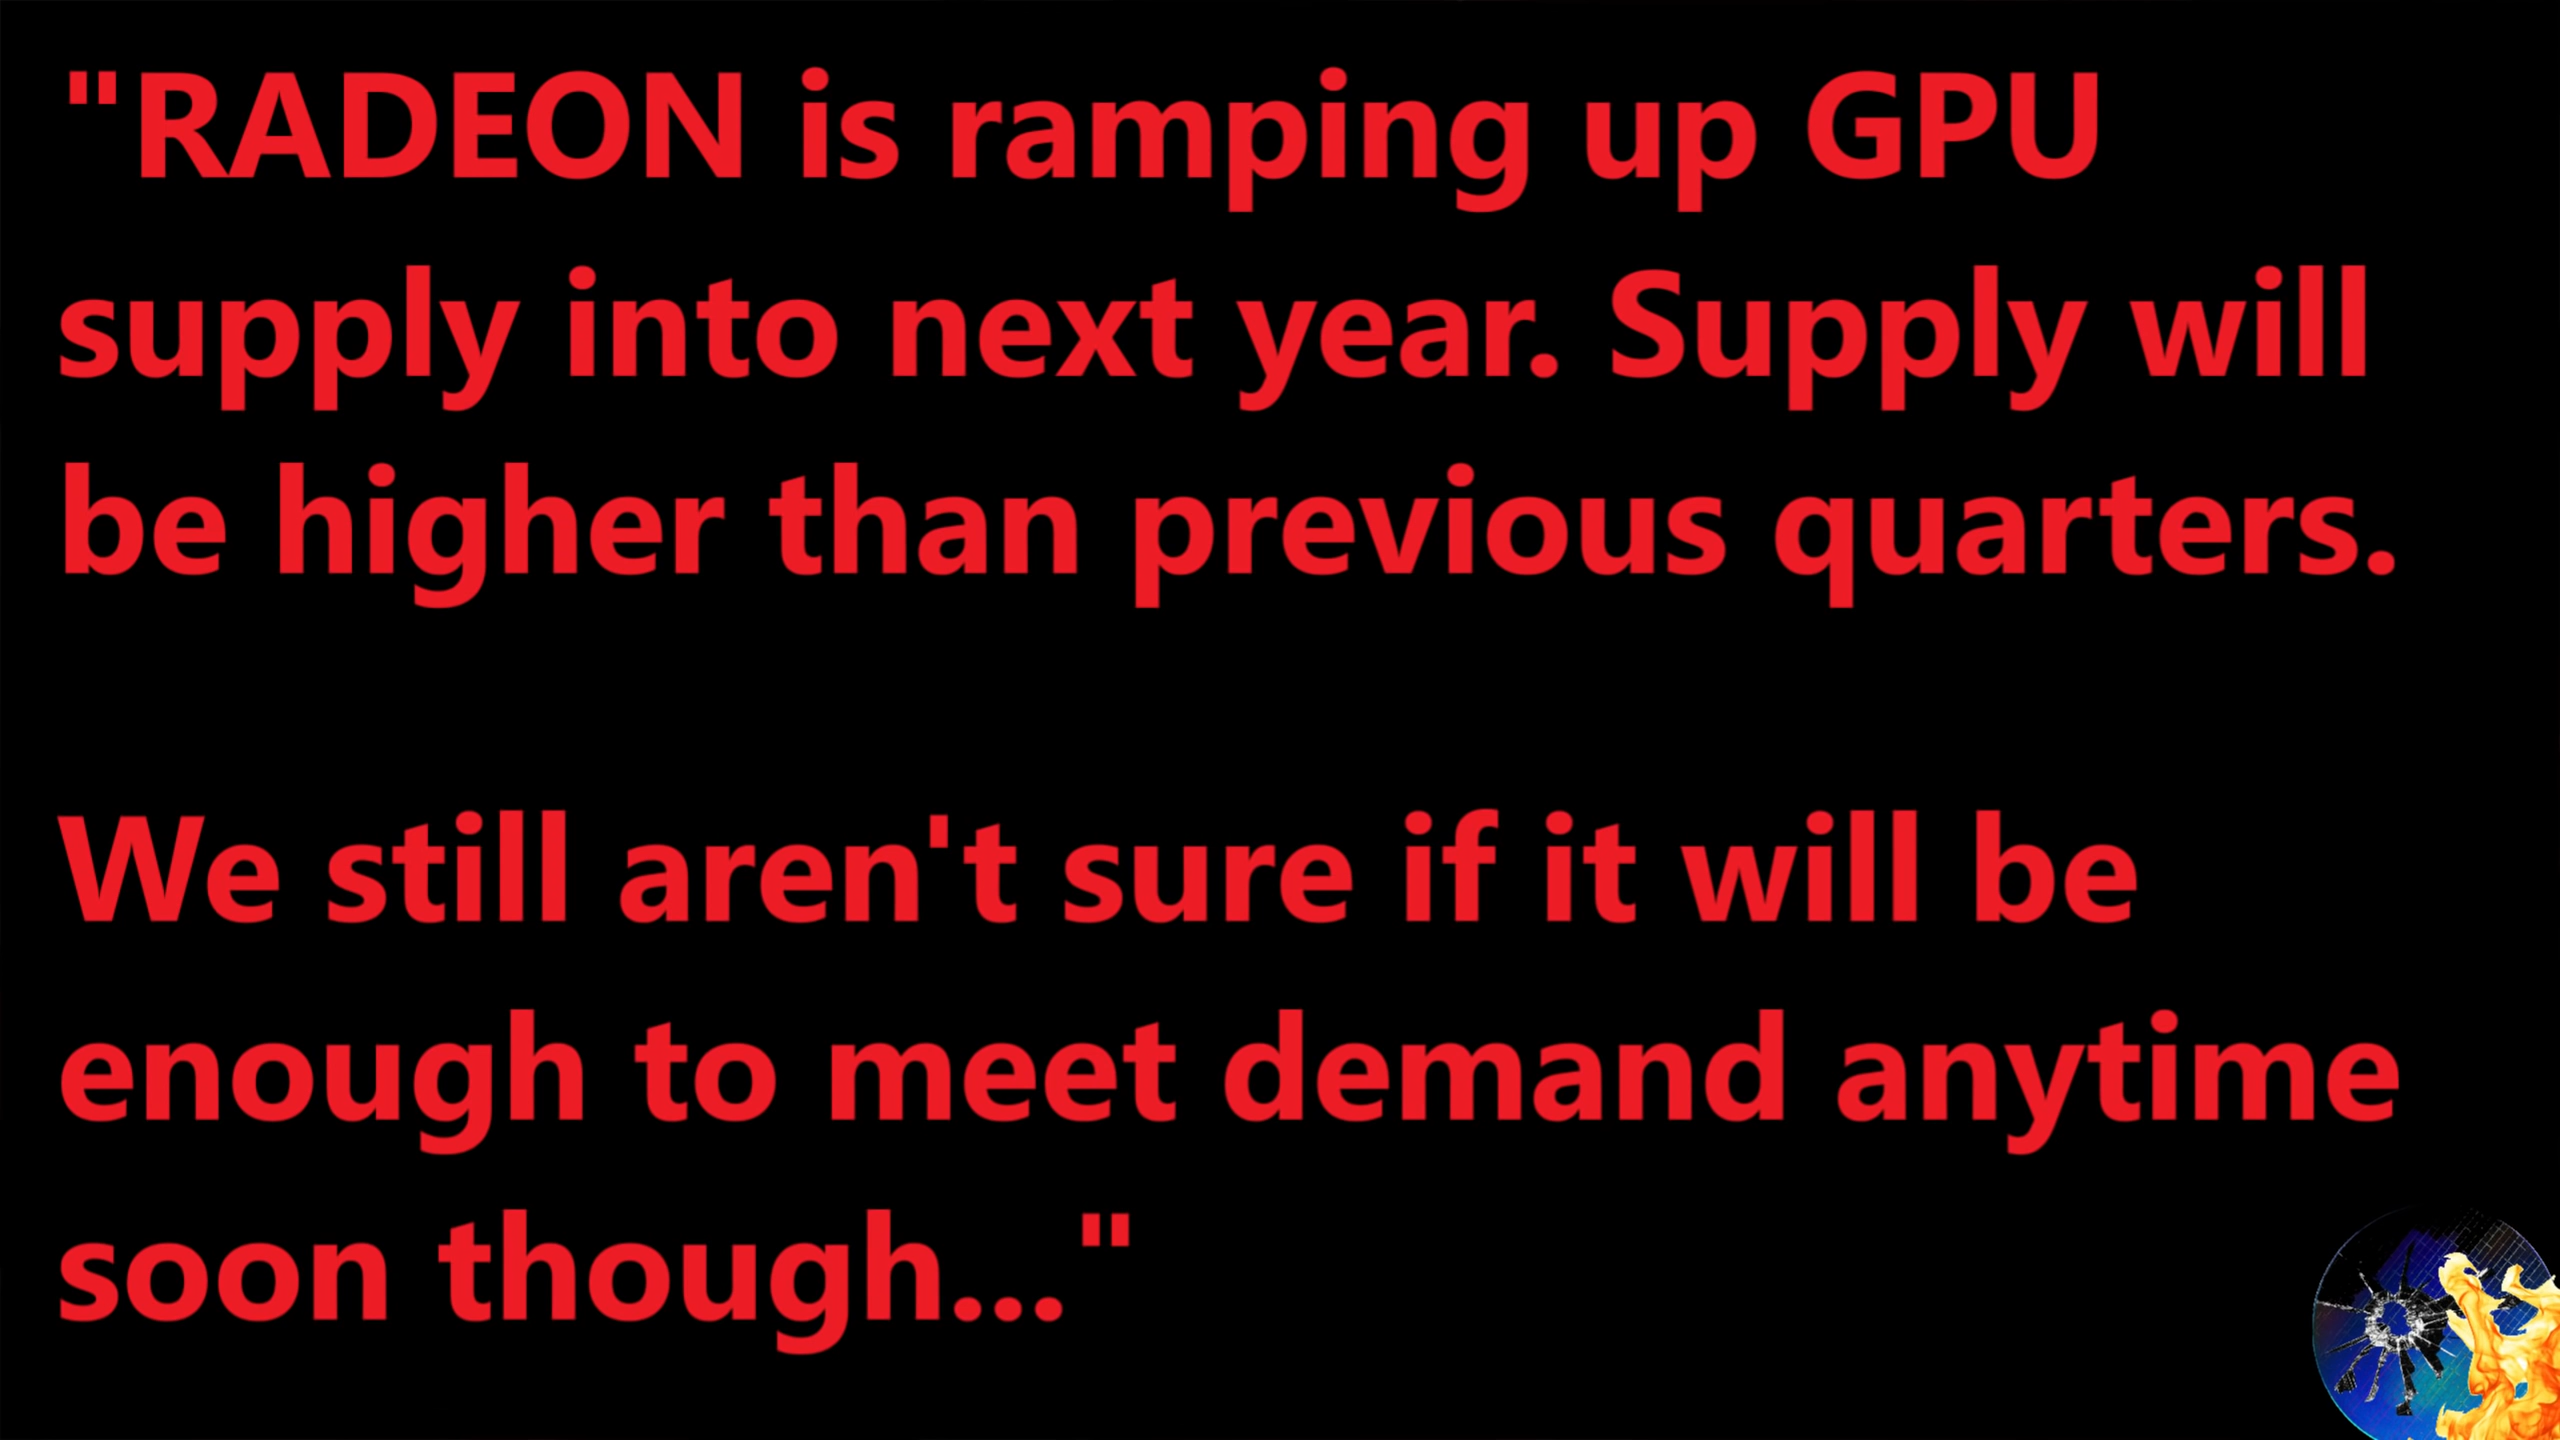 "RADEON is ramping up GPU
supply into next year. Supply will
be higher than previous quarters.
We still aren't sure if it will be
enough to meet demand anytime
soon though..."